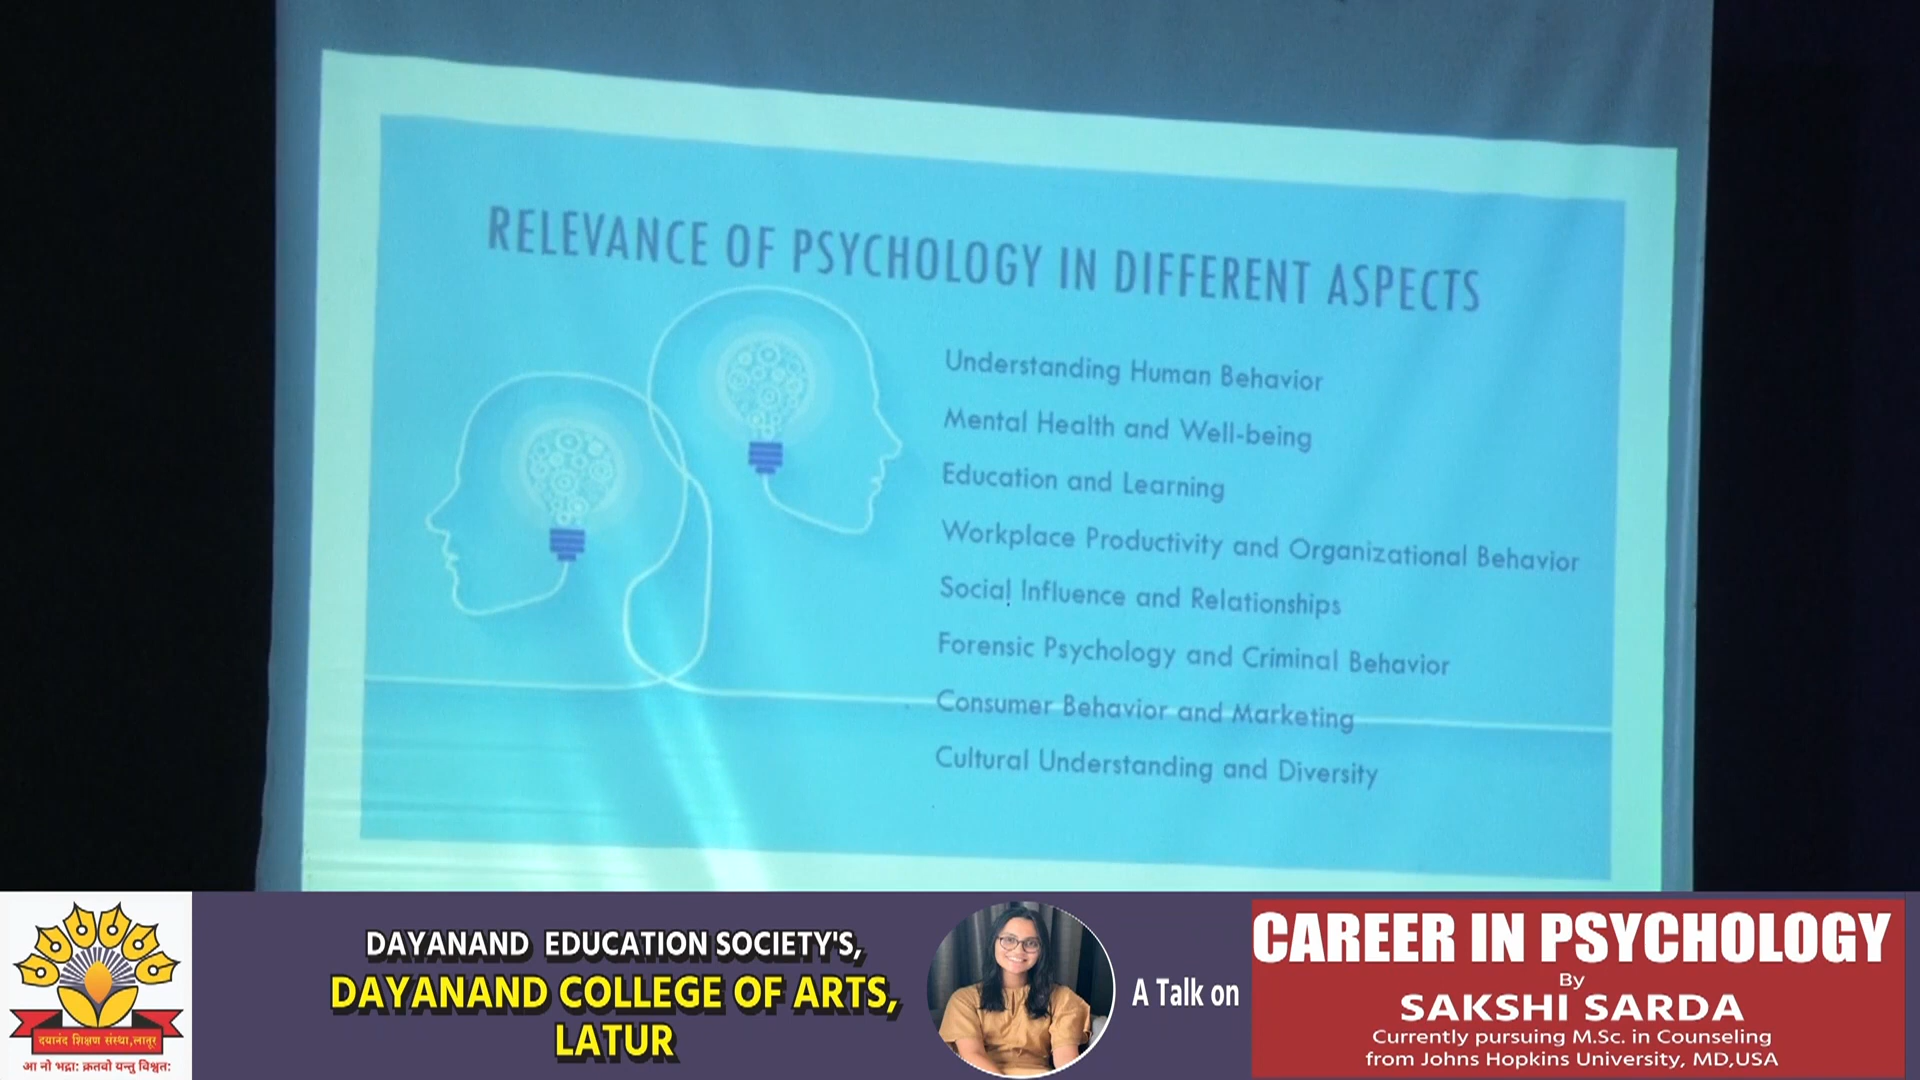 RELEVANCE OF PSYCHOLOGY IN DIFFERENT ASPECTS
Understanding Human Behavior
Mental Health and Well-being
Education and Learning
Workplace Productivity and Organizational Behavior
Social Influence and Relationships
Forensic Psychology and Criminal Behavior
Consumer Behavior and Marketing
Cultural Understanding and Diversity
दयानंद शिक्षण संस्था,लातूर
आ नो भद्रा: क्रतवो यन्तु विश्वत:
DAYANAND EDUCATION SOCIETY'S,
DAYANAND COLLEGE OF ARTS,
LATUR
A Talk on
CAREER IN PSYCHOLOGY
By
SAKSHI SARDA
Currently pursuing M.Sc. in Counseling
from Johns Hopkins University, MD,USA